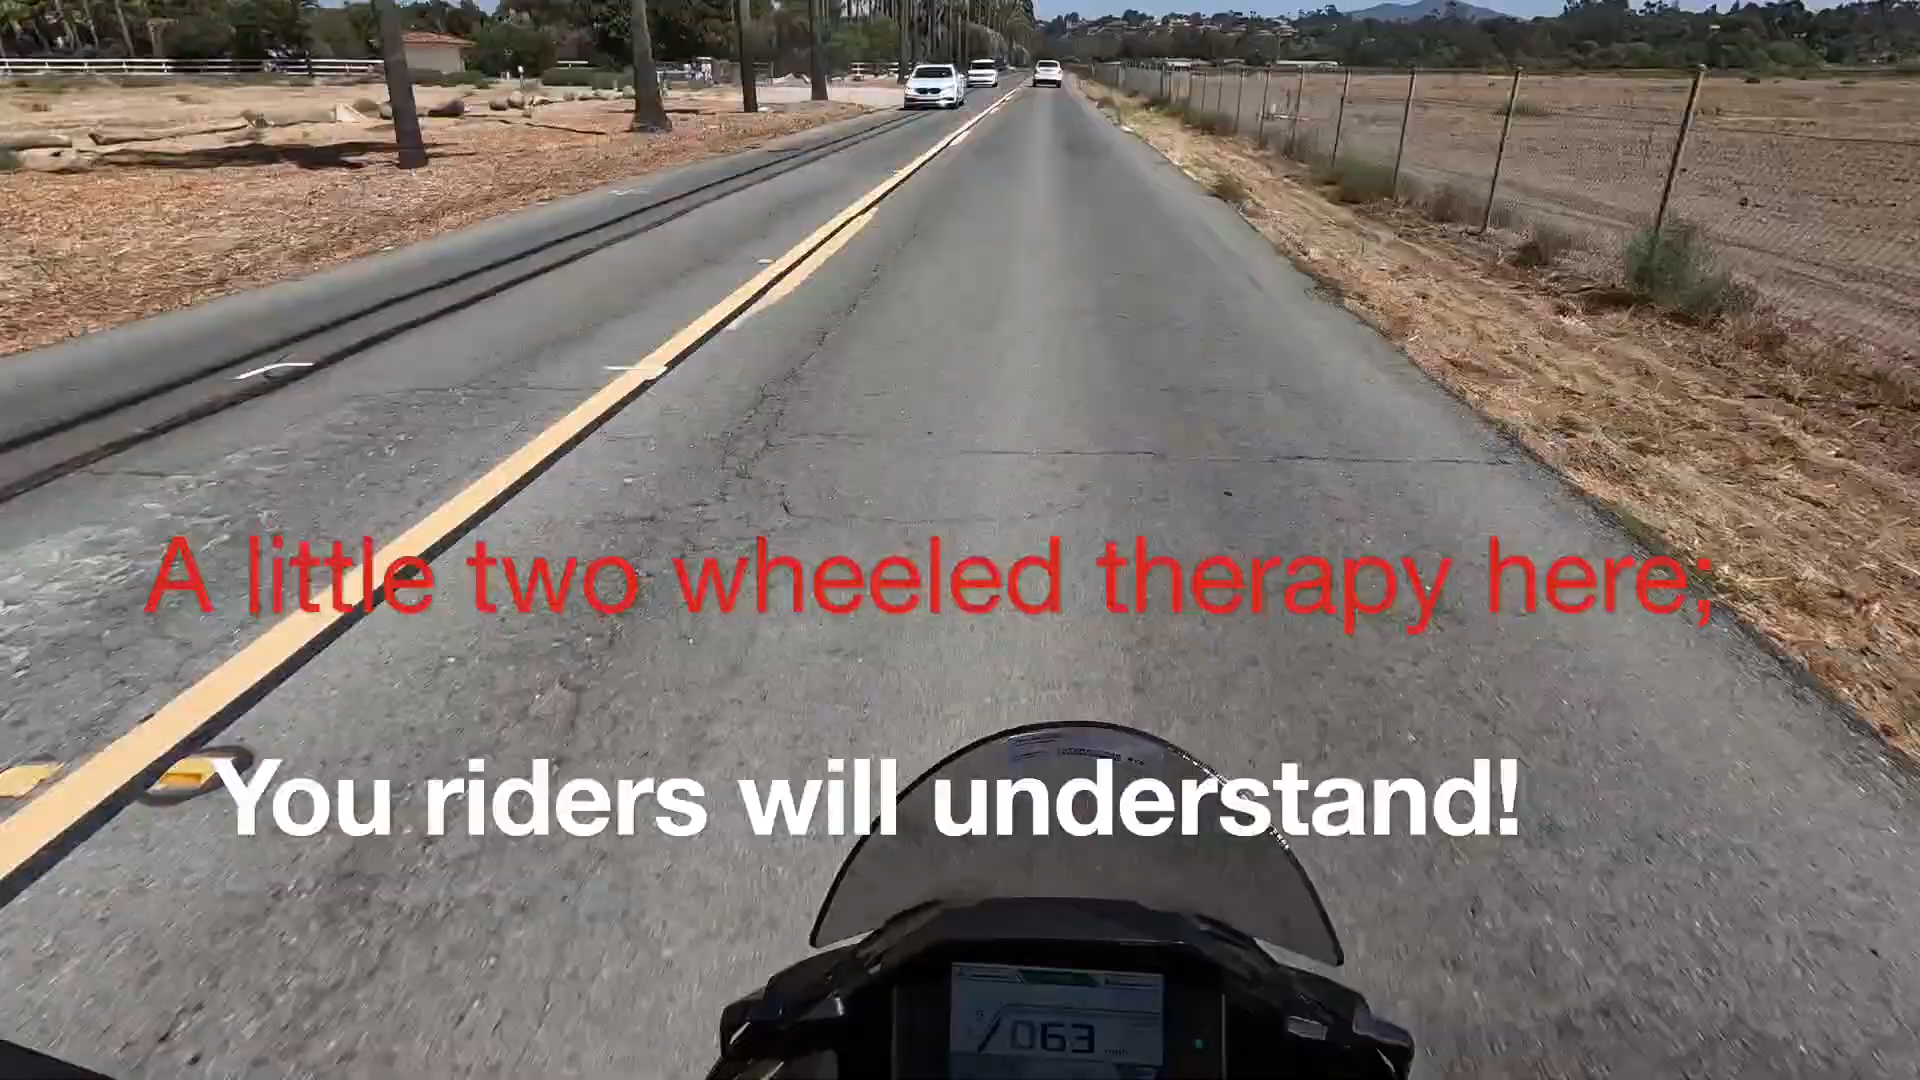 A little two wheeled therapy here;
You riders will understand!
063